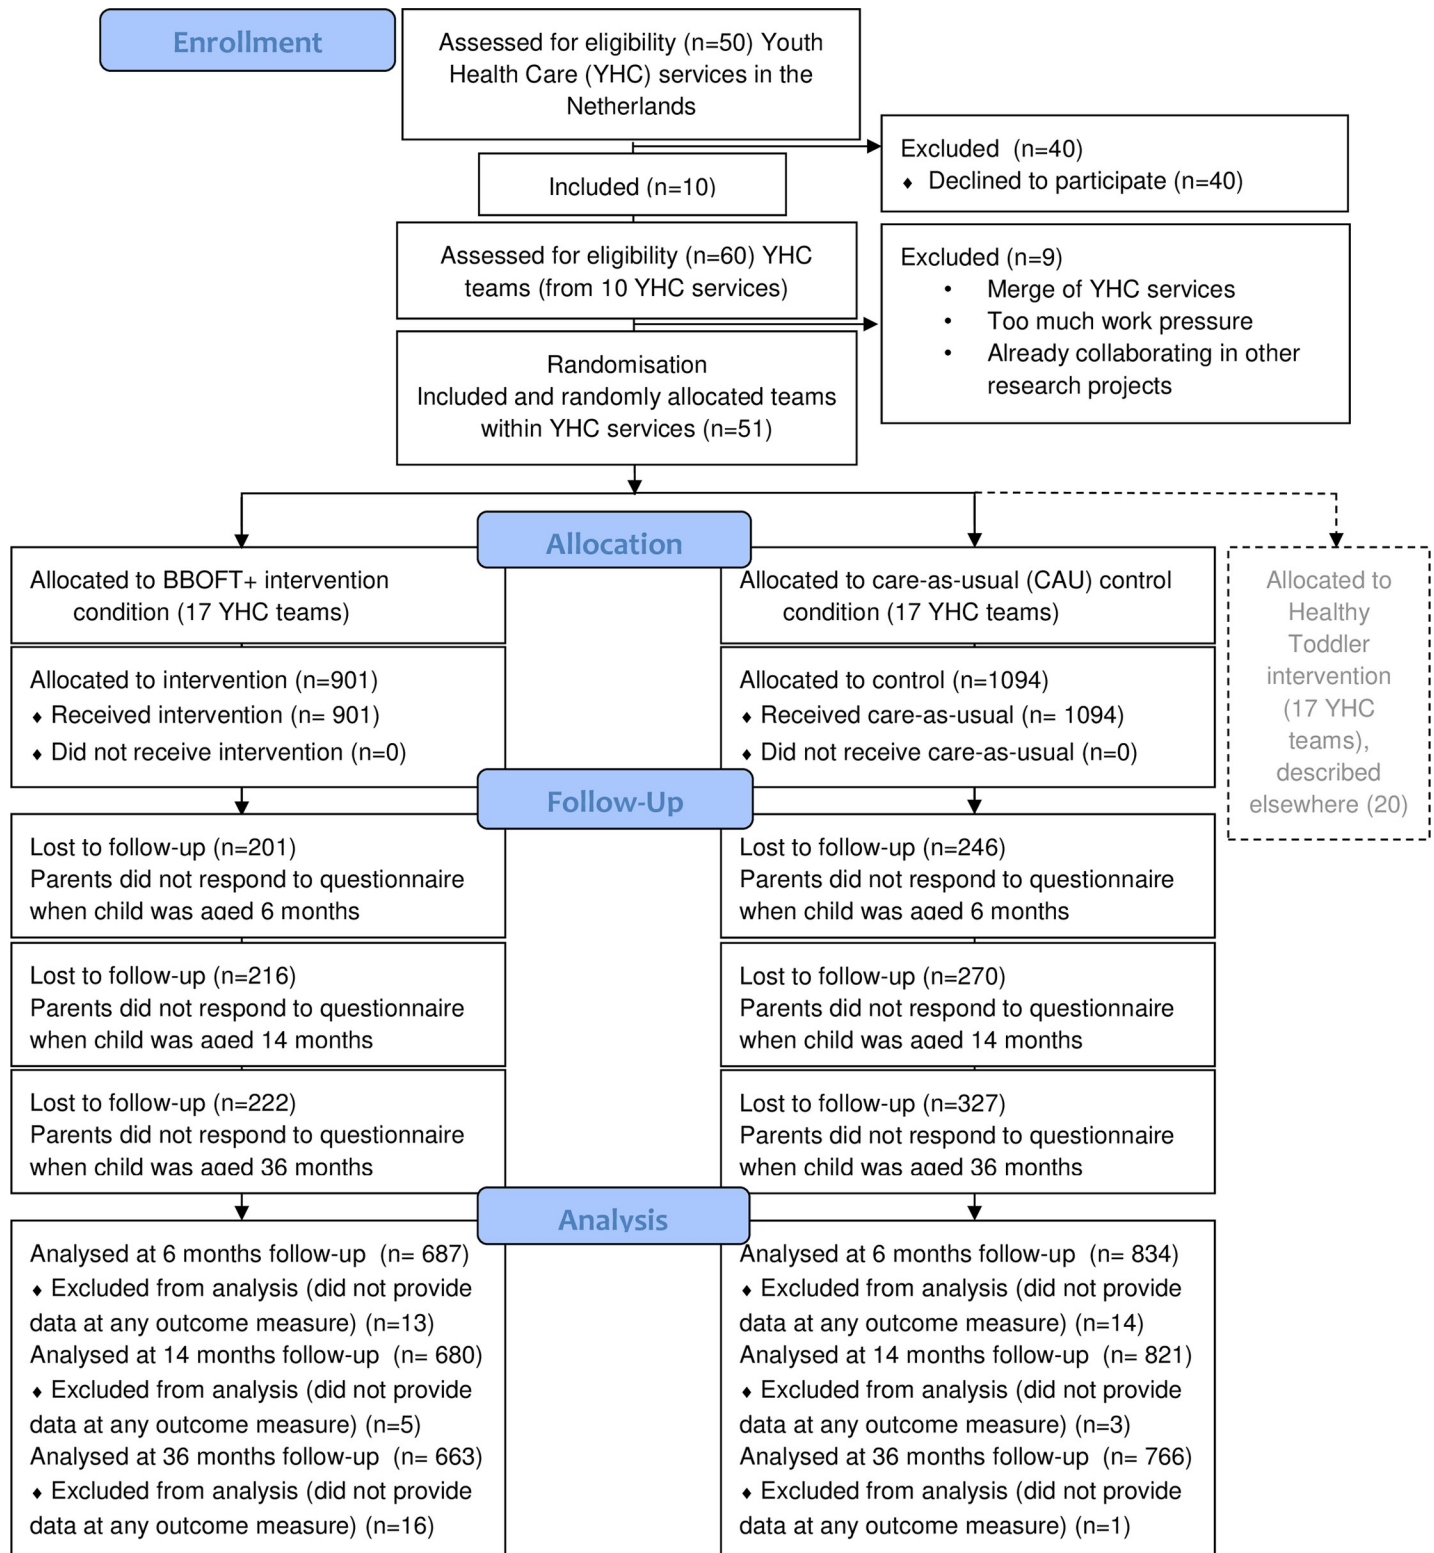 Enrollment
Assessed for eligibility (n=50) Youth
Health Care (YHC) services in the
Netherlands
Excluded (n=40)
♦ Declined to participate (n=40)
Included (n=10)
Assessed for eligibility (n=60) YHC
teams (from 10 YHC services)
Excluded (n=9)
• Merge of YHC services
• Too much work pressure
• Already collaborating in other
research projects
Randomisation
Included and randomly allocated teams
within YHC services (n=51)
Allocation
Allocated to BBOFT+ intervention
condition (17 YHC teams)
Allocated to care-as-usual (CAU) control
condition (17 YHC teams)
Allocated to
Healthy
Toddler
intervention
(17 YHC
teams),
described
elsewhere (20)
Allocated to intervention (n=901)
♦ Received intervention (n= 901)
♦ Did not receive intervention (n=0)
Allocated to control (n=1094)
♦ Received care-as-usual (n= 1094)
♦ Did not receive care-as-usual (n=0)
Follow-Up
Lost to follow-up (n=201)
Parents did not respond to questionnaire
when child was aged 6 months
Lost to follow-up (n=246)
Parents did not respond to questionnaire
when child was aged 6 months
Lost to follow-up (n=216)
Parents did not respond to questionnaire
when child was aged 14 months
Lost to follow-up (n=270)
Parents did not respond to questionnaire
when child was aged 14 months
Lost to follow-up (n=222)
Parents did not respond to questionnaire
when child was aged 36 months
Lost to follow-up (n=327)
Parents did not respond to questionnaire
when child was aged 36 months
Analysis
Analysed at 6 months follow-up (n= 687)
♦ Excluded from analysis (did not provide
data at any outcome measure) (n=13)
Analysed at 14 months follow-up (n= 680)
♦ Excluded from analysis (did not provide
data at any outcome measure) (n=5)
Analysed at 36 months follow-up (n= 663)
♦ Excluded from analysis (did not provide
data at any outcome measure) (n=16)
Analysed at 6 months follow-up (n= 834)
♦ Excluded from analysis (did not provide
data at any outcome measure) (n=14)
Analysed at 14 months follow-up (n= 821)
♦ Excluded from analysis (did not provide
data at any outcome measure) (n=3)
Analysed at 36 months follow-up (n= 766)
♦ Excluded from analysis (did not provide
data at any outcome measure) (n=1)